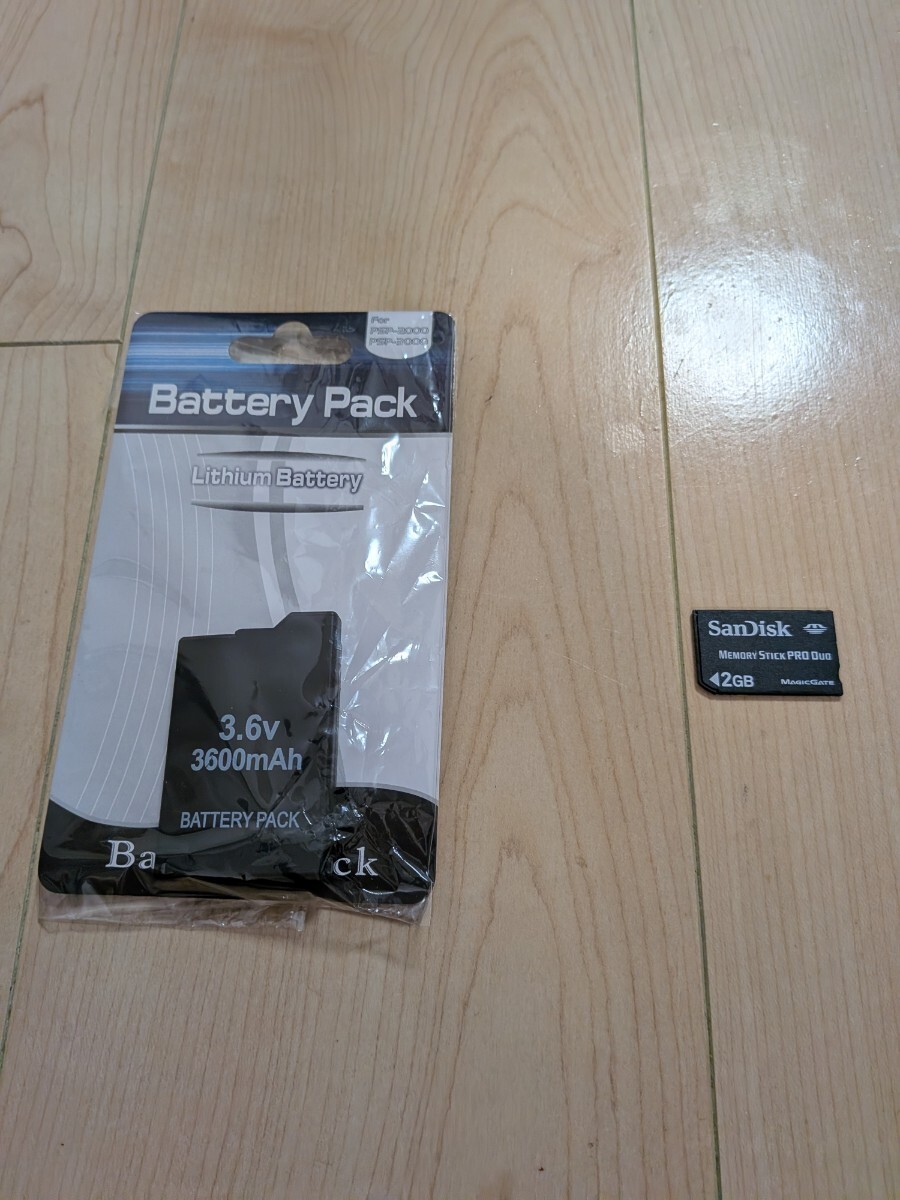 For
PSP-2000
PSP-3000
Battery Pack
Lithium Battery
3.6v
3600mAh
BATTERY PACK
Ba ck
SanDisk
MEMORY STICK PRO DUO
2GB MAGICGATE